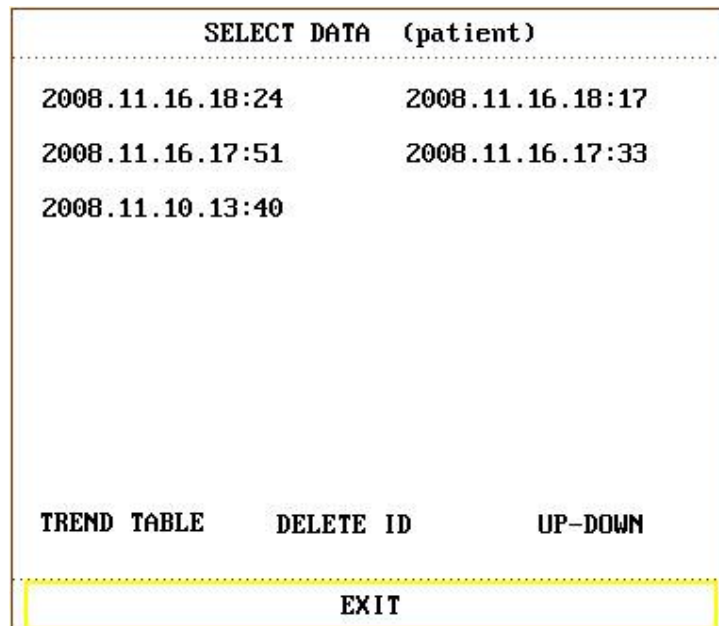 SELECT DATA (patient)
2008.11.16.18:24 2008.11.16.18:17
2008.11.16.17:51 2008.11.16.17:33
2008.11.10.13:40
TREND TABLE DELETE ID UP-DOWN
EXIT